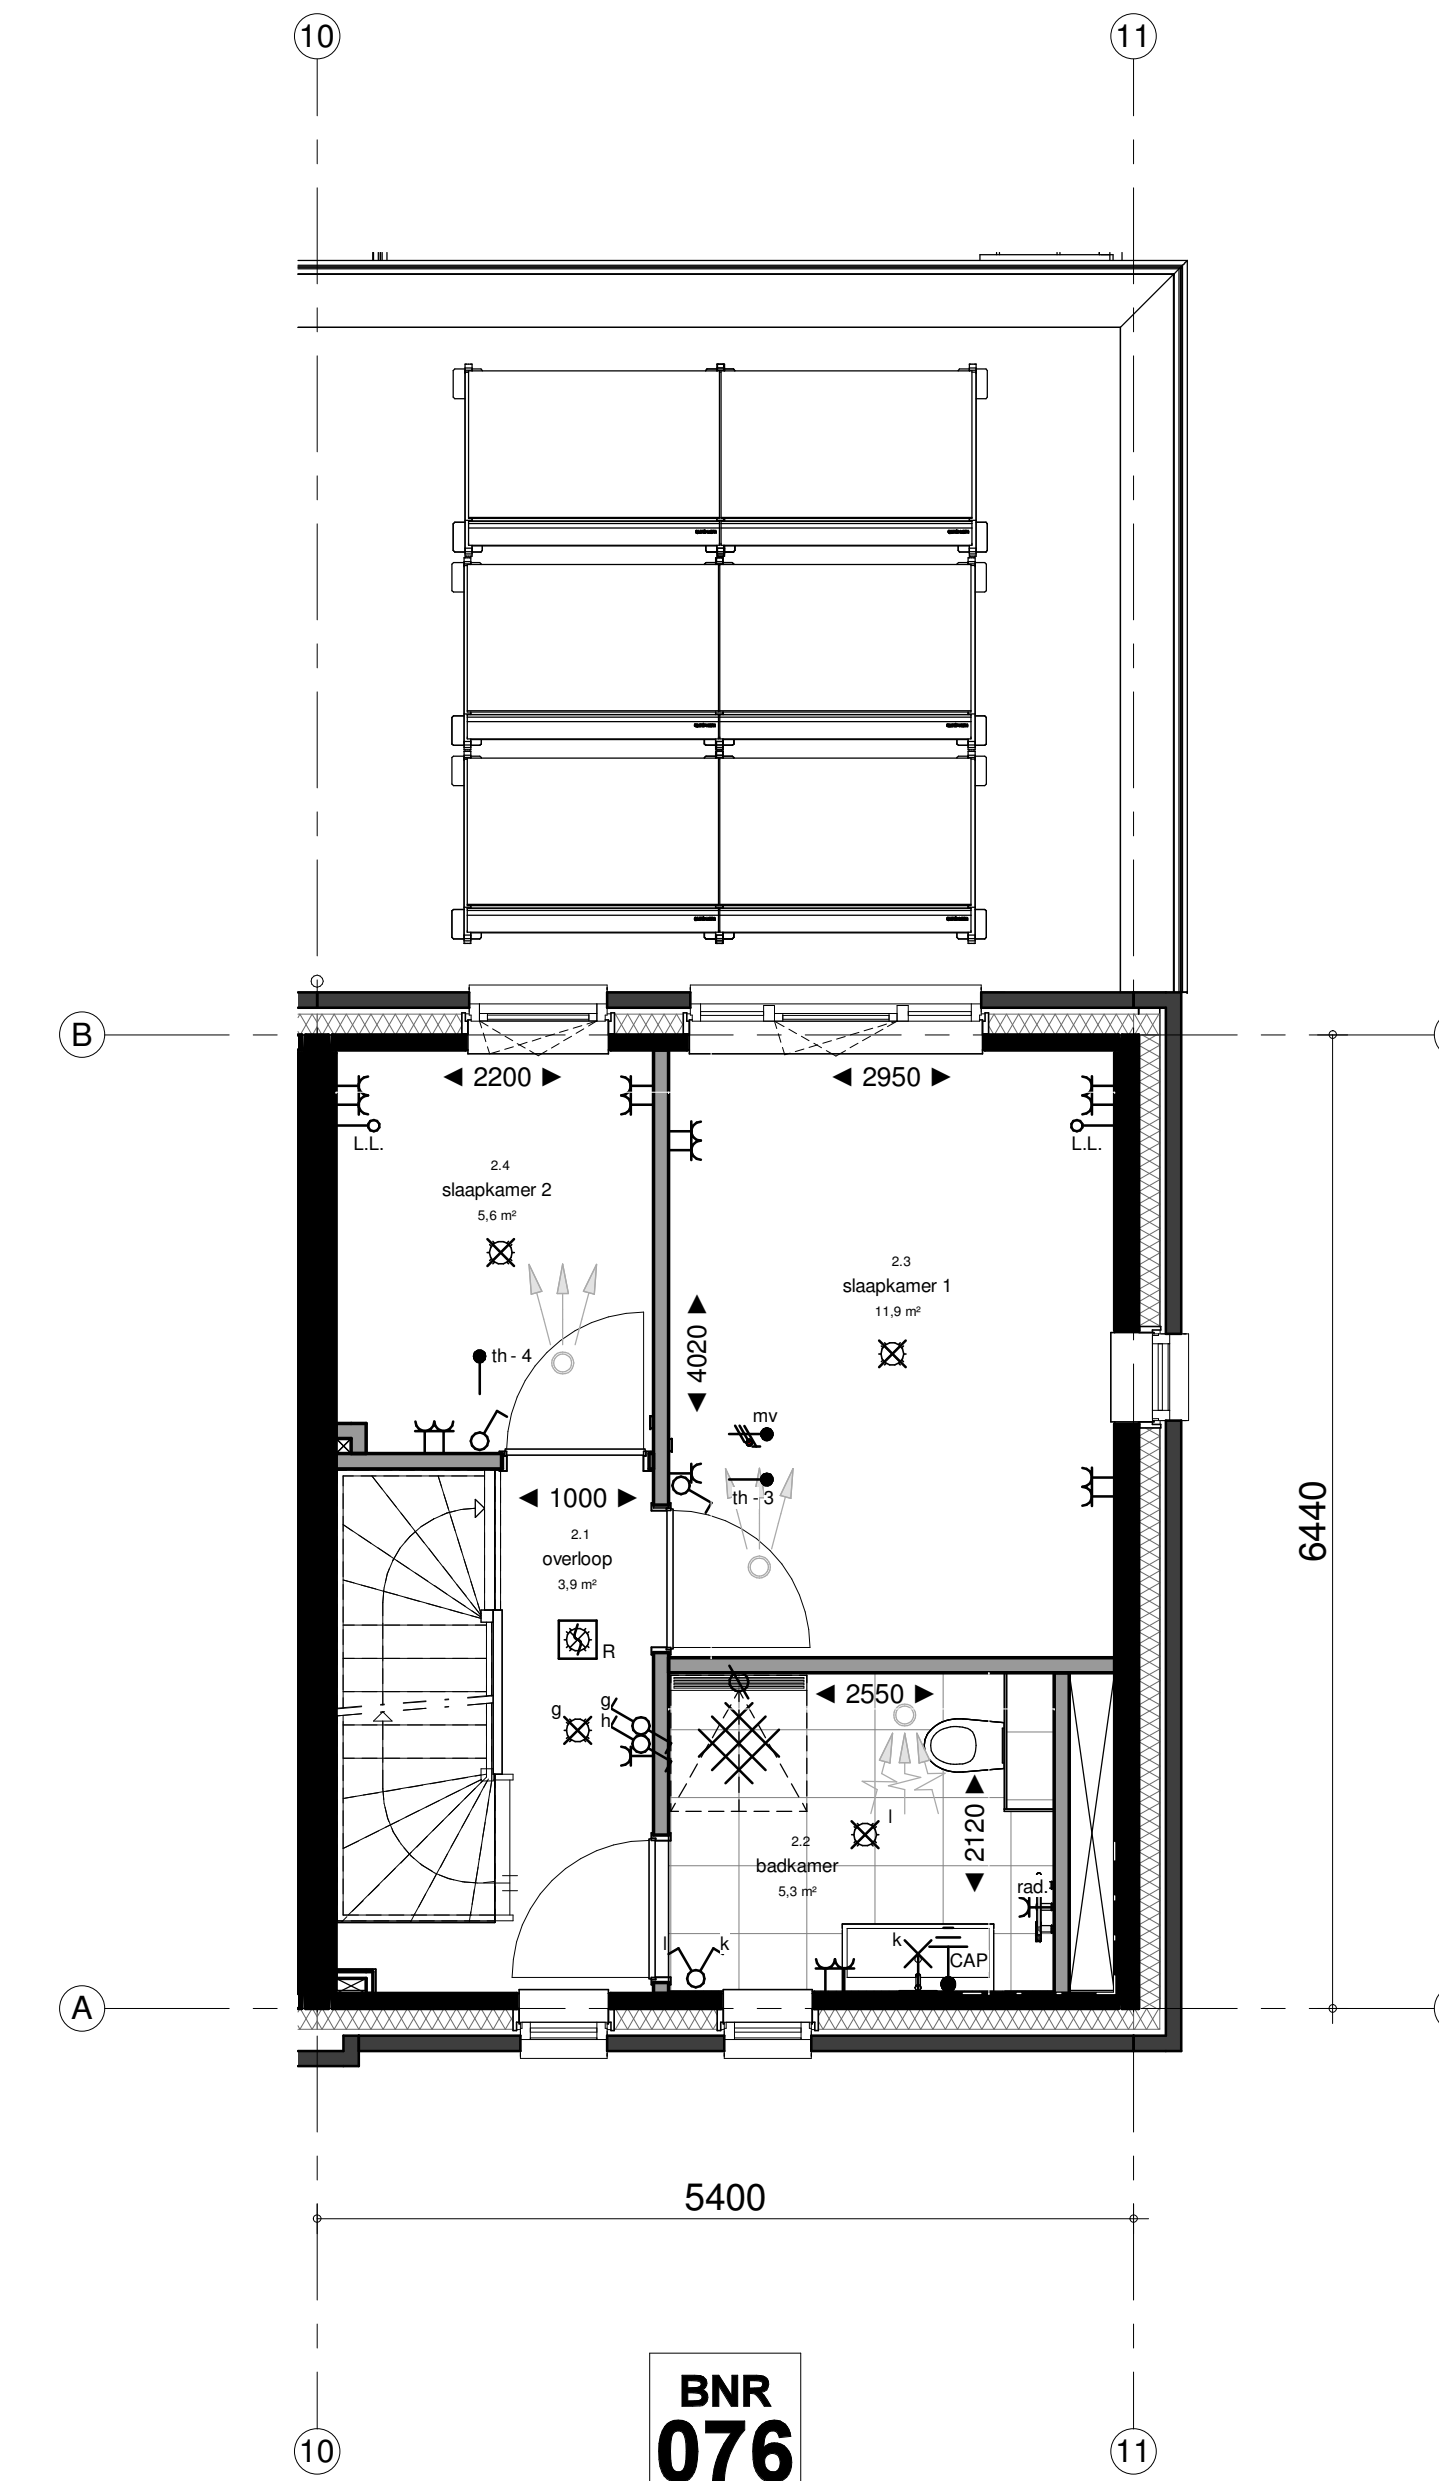 10
11
B
◄ 2200 ►
◄ 2950 ►
L.L.
L.L.
2.4
slaapkamer 2
5,6 m²
2.3
slaapkamer 1
11,9 m²
◄ 4020 ►
th - 4
mv
th - 3
◄ 1000 ►
2.1
overloop
3,9 m²
6440
R
g
g
h
◄ 2550 ►
l
◄ 2120 ►
2.2
badkamer
5,3 m²
rad.
l
k
k
CAP
A
5400
BNR
076
10
11